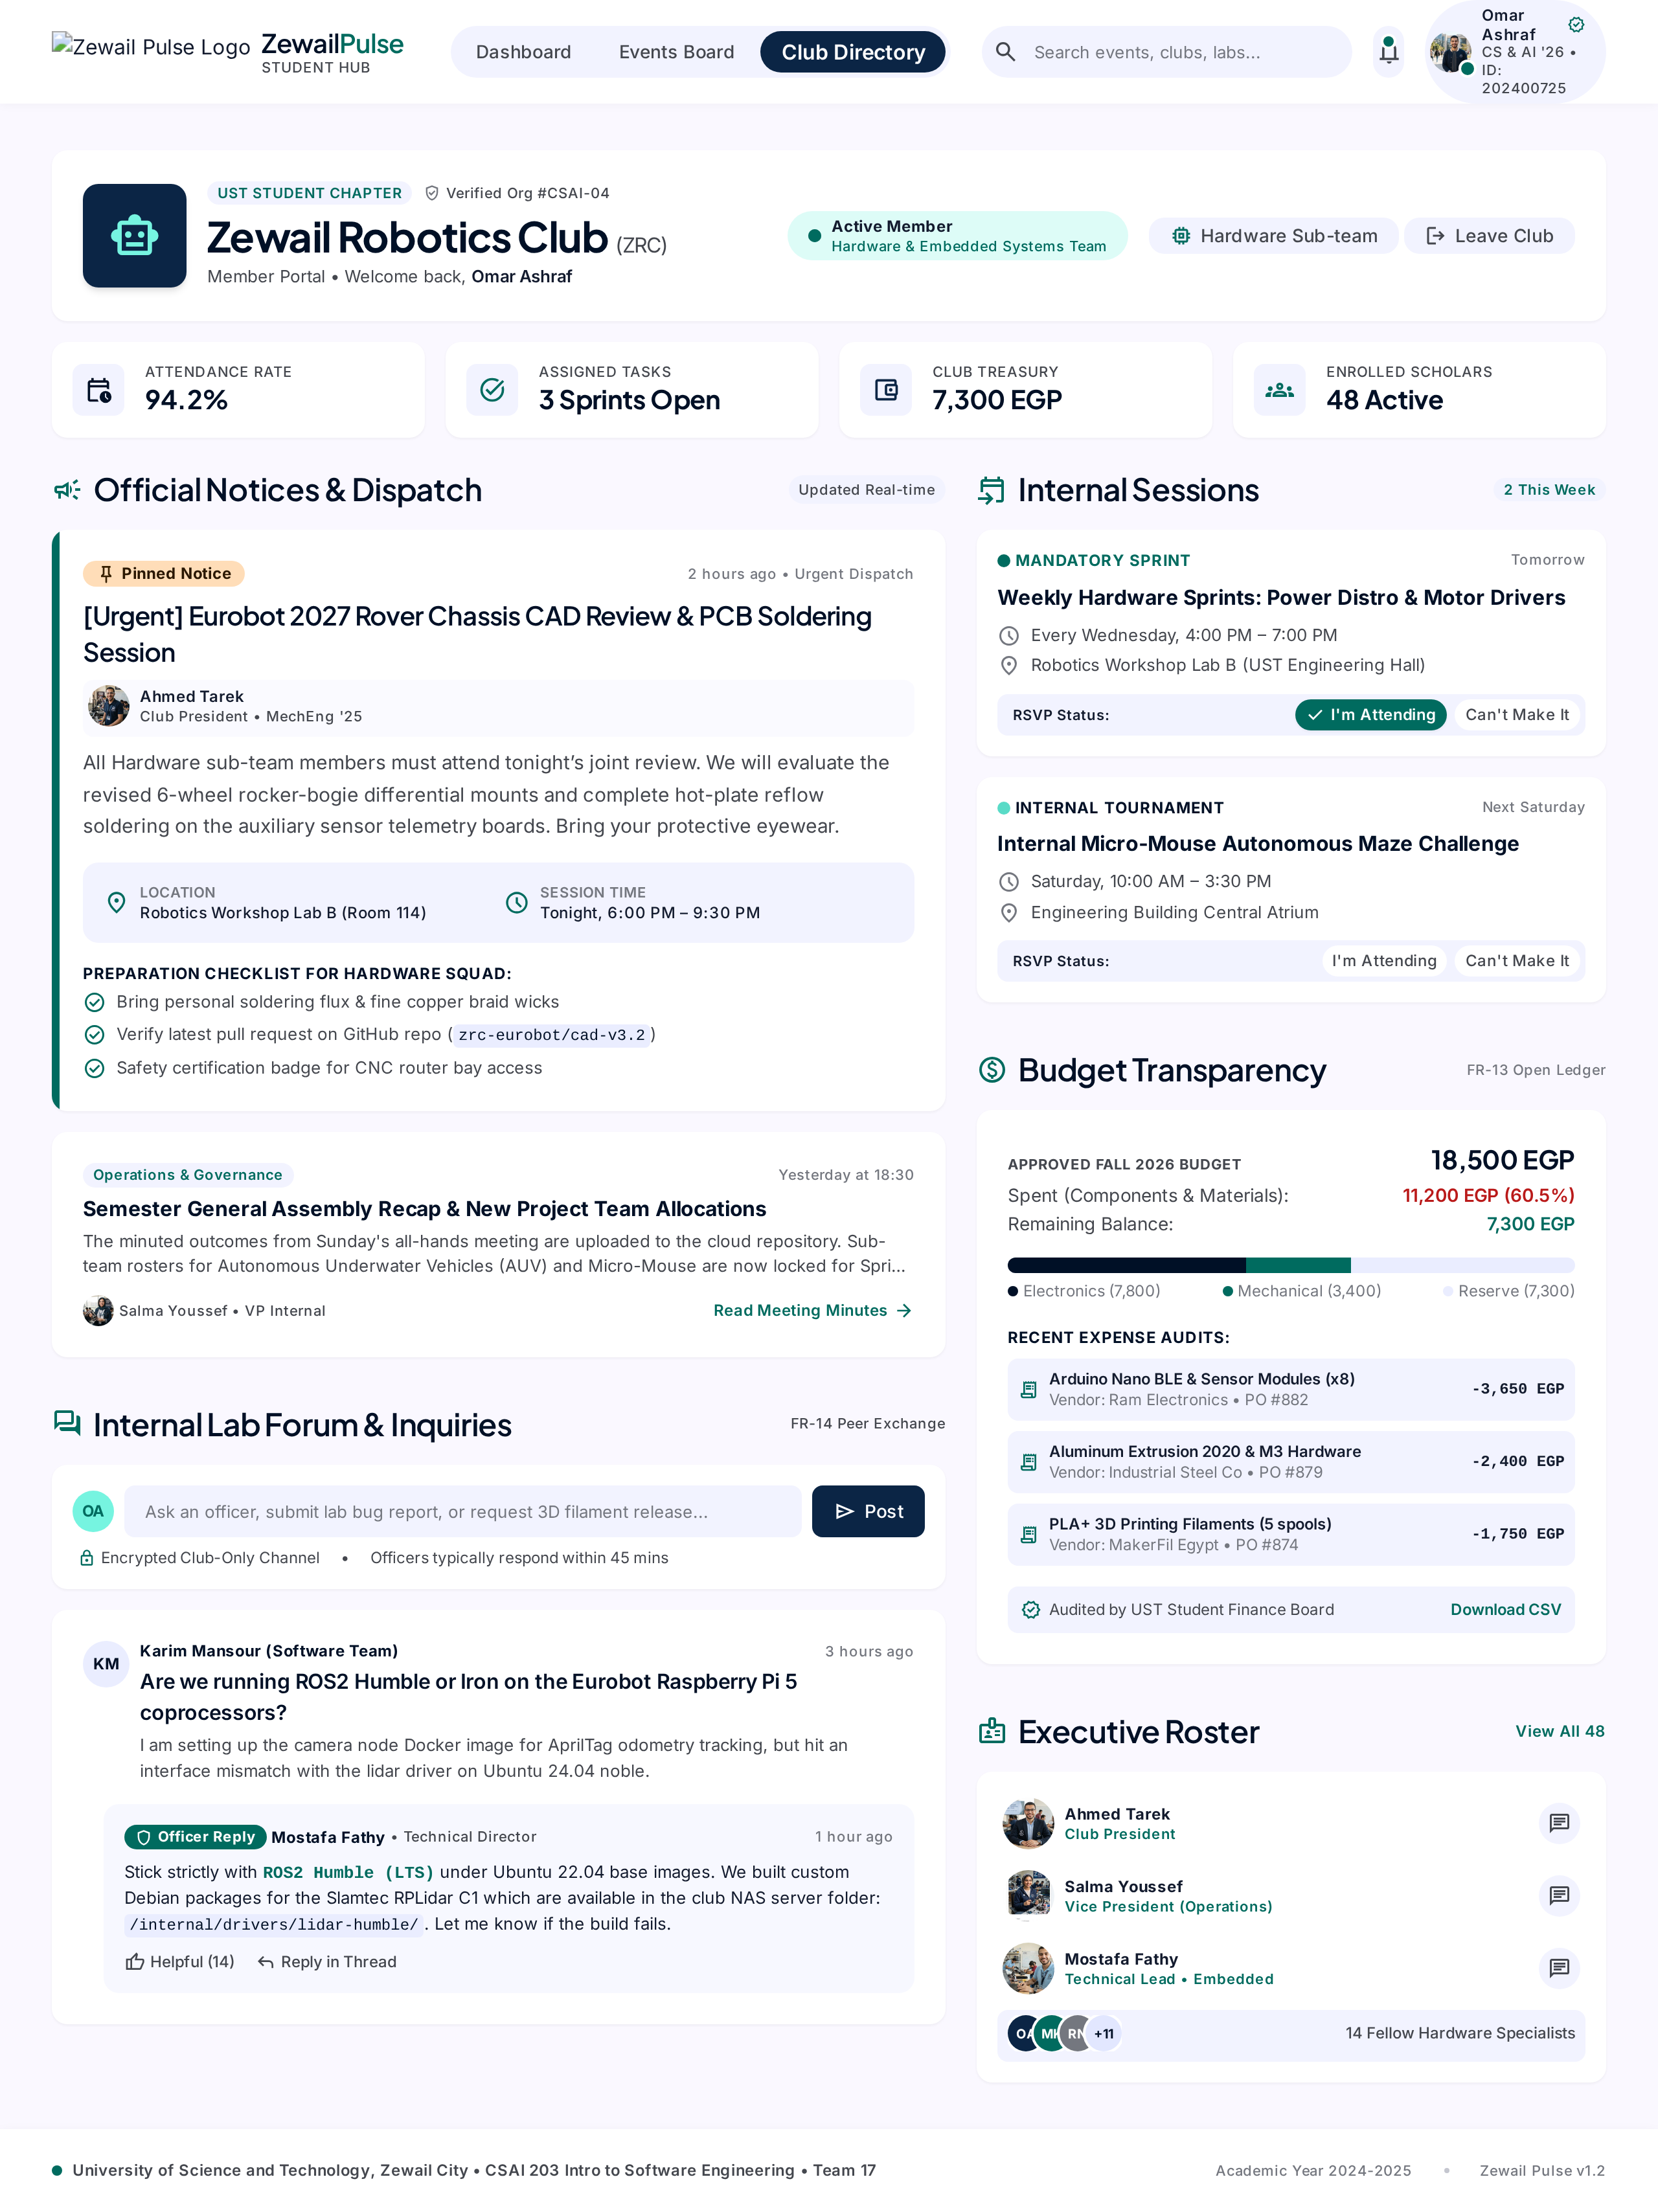 Zewail Pulse Logo
ZewailPulse
STUDENT HUB
Dashboard
Events Board
Club Directory
Search events, clubs, labs...
Omar
Ashraf
CS & AI '26 •
ID:
202400725
UST STUDENT CHAPTER
Verified Org #CSAI-04
Zewail Robotics Club (ZRC)
Member Portal • Welcome back, Omar Ashraf
Active Member
Hardware & Embedded Systems Team
Hardware Sub-team
Leave Club
ATTENDANCE RATE
94.2%
ASSIGNED TASKS
3 Sprints Open
CLUB TREASURY
7,300 EGP
ENROLLED SCHOLARS
48 Active
Official Notices & Dispatch
Updated Real-time
Pinned Notice
2 hours ago • Urgent Dispatch
[Urgent] Eurobot 2027 Rover Chassis CAD Review & PCB Soldering
Session
Ahmed Tarek
Club President • MechEng '25
All Hardware sub-team members must attend tonight’s joint review. We will evaluate the
revised 6-wheel rocker-bogie differential mounts and complete hot-plate reflow
soldering on the auxiliary sensor telemetry boards. Bring your protective eyewear.
LOCATION
Robotics Workshop Lab B (Room 114)
SESSION TIME
Tonight, 6:00 PM – 9:30 PM
PREPARATION CHECKLIST FOR HARDWARE SQUAD:
Bring personal soldering flux & fine copper braid wicks
Verify latest pull request on GitHub repo (zrc-eurobot/cad-v3.2)
Safety certification badge for CNC router bay access
Operations & Governance
Yesterday at 18:30
Semester General Assembly Recap & New Project Team Allocations
The minuted outcomes from Sunday's all-hands meeting are uploaded to the cloud repository. Sub-
team rosters for Autonomous Underwater Vehicles (AUV) and Micro-Mouse are now locked for Spri...
Salma Youssef • VP Internal
Read Meeting Minutes
Internal Lab Forum & Inquiries
FR-14 Peer Exchange
OA
Ask an officer, submit lab bug report, or request 3D filament release...
Post
Encrypted Club-Only Channel • Officers typically respond within 45 mins
KM
Karim Mansour (Software Team)
3 hours ago
Are we running ROS2 Humble or Iron on the Eurobot Raspberry Pi 5
coprocessors?
I am setting up the camera node Docker image for AprilTag odometry tracking, but hit an
interface mismatch with the lidar driver on Ubuntu 24.04 noble.
Officer Reply
Mostafa Fathy • Technical Director
1 hour ago
Stick strictly with ROS2 Humble (LTS) under Ubuntu 22.04 base images. We built custom
Debian packages for the Slamtec RPLidar C1 which are available in the club NAS server folder:
/internal/drivers/lidar-humble/. Let me know if the build fails.
Helpful (14)
Reply in Thread
Internal Sessions
2 This Week
MANDATORY SPRINT
Tomorrow
Weekly Hardware Sprints: Power Distro & Motor Drivers
Every Wednesday, 4:00 PM – 7:00 PM
Robotics Workshop Lab B (UST Engineering Hall)
RSVP Status:
I'm Attending
Can't Make It
INTERNAL TOURNAMENT
Next Saturday
Internal Micro-Mouse Autonomous Maze Challenge
Saturday, 10:00 AM – 3:30 PM
Engineering Building Central Atrium
RSVP Status:
I'm Attending
Can't Make It
Budget Transparency
FR-13 Open Ledger
APPROVED FALL 2026 BUDGET
18,500 EGP
Spent (Components & Materials):
11,200 EGP (60.5%)
Remaining Balance:
7,300 EGP
Electronics (7,800)
Mechanical (3,400)
Reserve (7,300)
RECENT EXPENSE AUDITS:
Arduino Nano BLE & Sensor Modules (x8)
Vendor: Ram Electronics • PO #882
-3,650 EGP
Aluminum Extrusion 2020 & M3 Hardware
Vendor: Industrial Steel Co • PO #879
-2,400 EGP
PLA+ 3D Printing Filaments (5 spools)
Vendor: MakerFil Egypt • PO #874
-1,750 EGP
Audited by UST Student Finance Board
Download CSV
Executive Roster
View All 48
Ahmed Tarek
Club President
Salma Youssef
Vice President (Operations)
Mostafa Fathy
Technical Lead • Embedded
OA
MK
RN
+11
14 Fellow Hardware Specialists
University of Science and Technology, Zewail City • CSAI 203 Intro to Software Engineering • Team 17
Academic Year 2024-2025 • Zewail Pulse v1.2